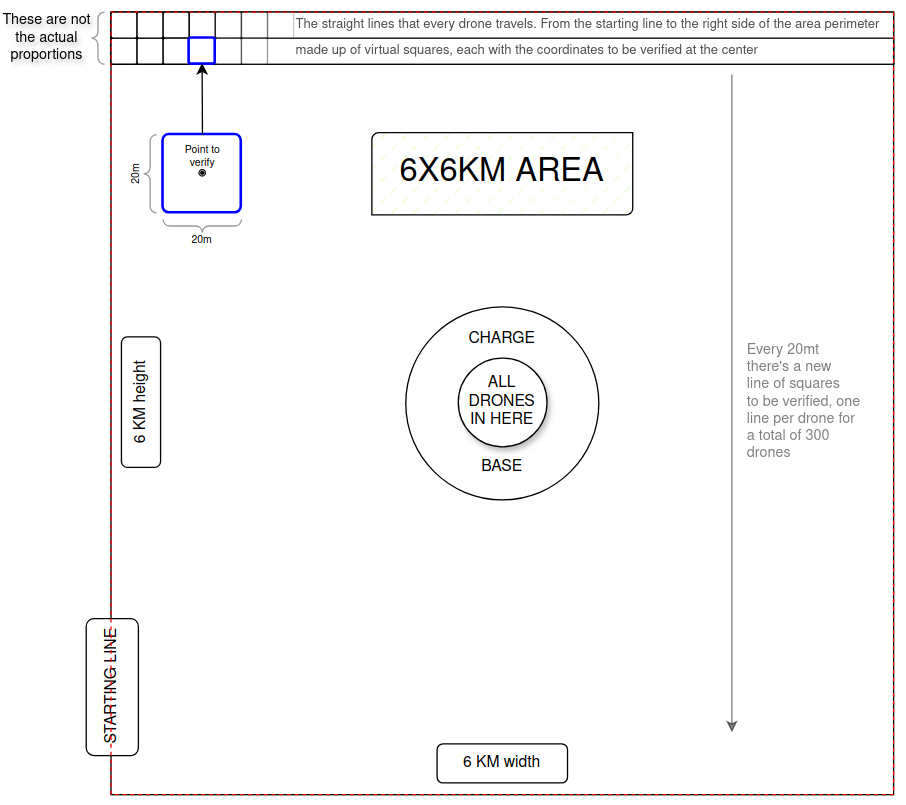 These are not
the actual
proportions
The straight lines that every drone travels. From the starting line to the right side of the area perimeter
made up of virtual squares, each with the coordinates to be verified at the center
Point to
verify
20m
20m
6X6KM AREA
CHARGE
ALL
DRONES
IN HERE
BASE
6 KM height
Every 20mt
there's a new
line of squares
to be verified, one
line per drone for
a total of 300
drones
STARTING LINE
6 KM width